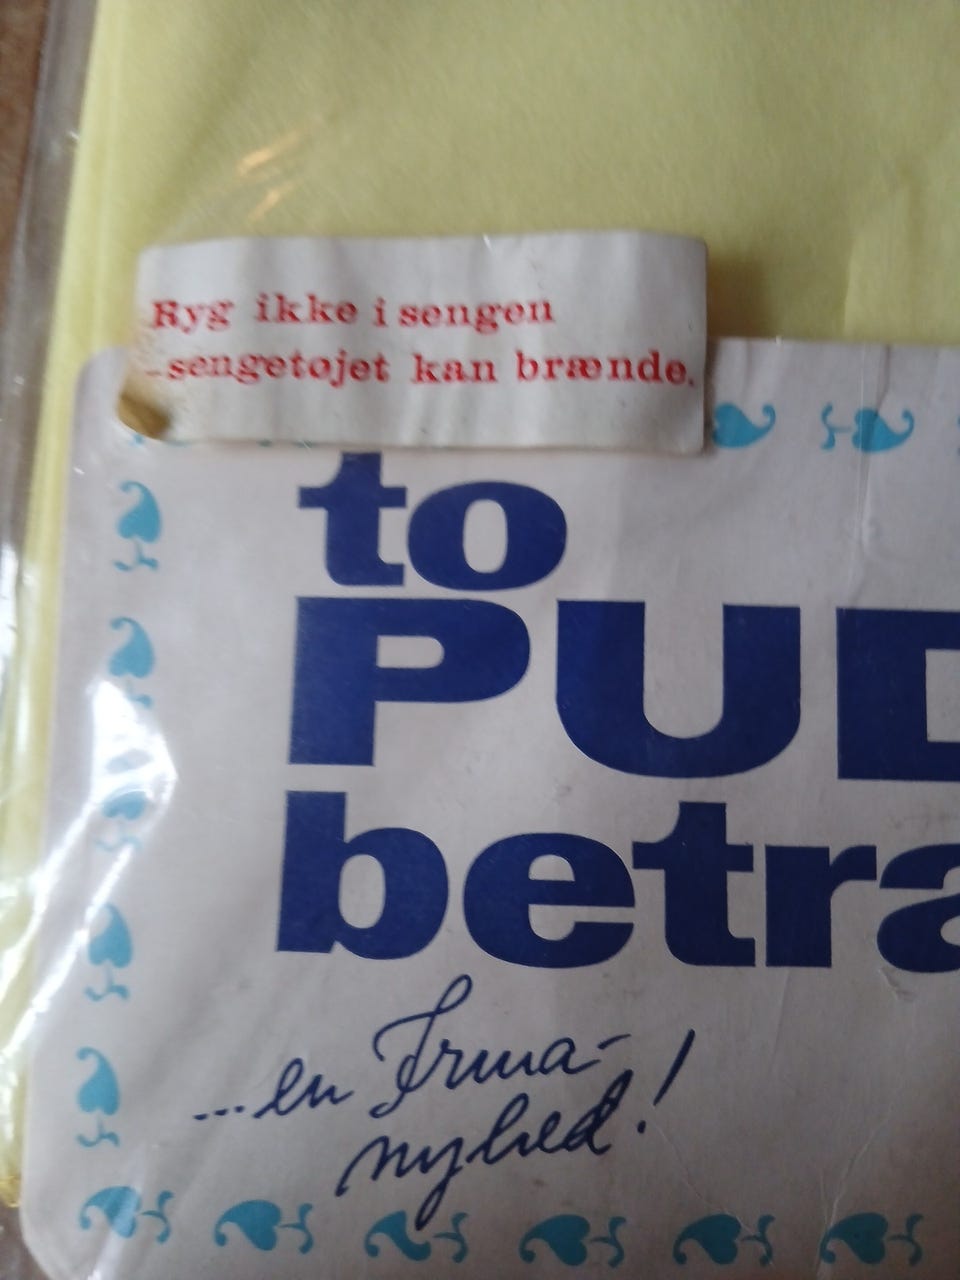 Ryg ikke i sengen
- sengetøjet kan brænde.
to
PUD
betra
... en Irma-
nyhed!